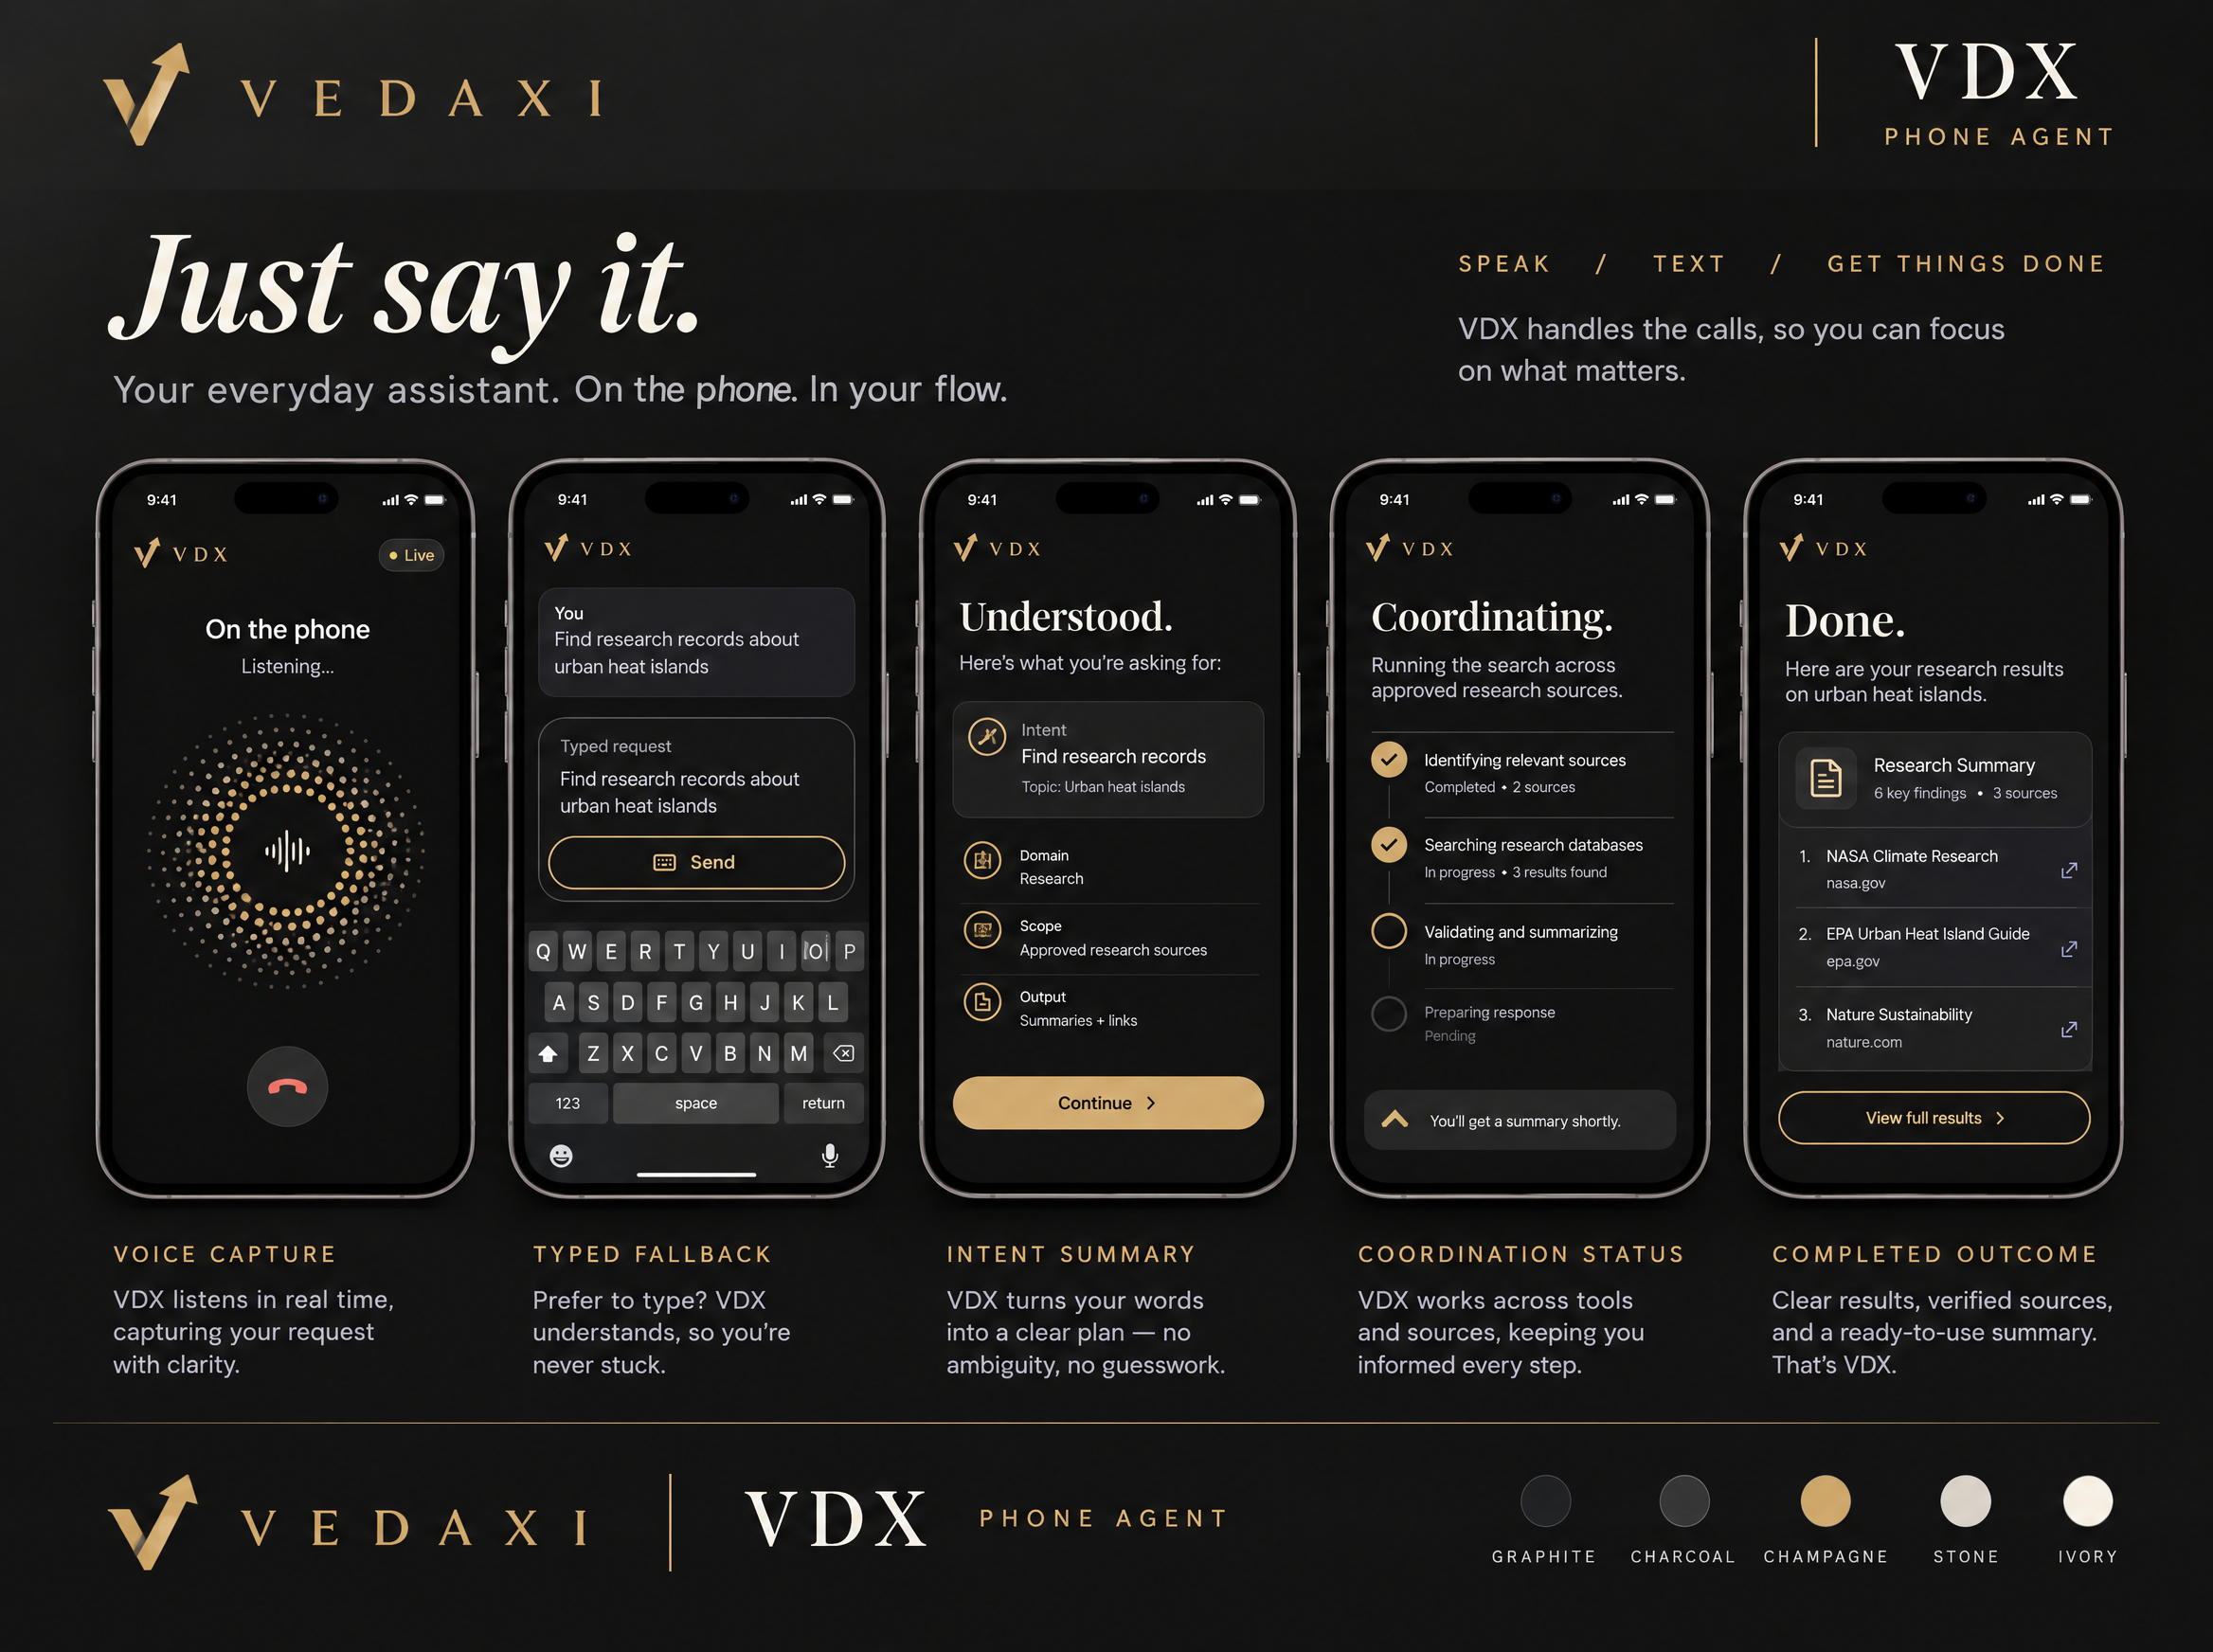 VEDAXI
VDX
PHONE AGENT
Just say it.
Your everyday assistant. On the phone. In your flow.
SPEAK / TEXT / GET THINGS DONE
VDX handles the calls, so you can focus
on what matters.
9:41
VDX
Live
On the phone
Listening...
9:41
VDX
You
Find research records about
urban heat islands
Typed request
Find research records about
urban heat islands
Send
Q W E R T Y U I O P
A S D F G H J K L
Z X C V B N M
123 space return
9:41
VDX
Understood.
Here's what you're asking for:
Intent
Find research records
Topic: Urban heat islands
Domain
Research
Scope
Approved research sources
Output
Summaries + links
Continue
9:41
VDX
Coordinating.
Running the search across
approved research sources.
Identifying relevant sources
Completed • 2 sources
Searching research databases
In progress • 3 results found
Validating and summarizing
In progress
Preparing response
Pending
You'll get a summary shortly.
9:41
VDX
Done.
Here are your research results
on urban heat islands.
Research Summary
6 key findings • 3 sources
1. NASA Climate Research
nasa.gov
2. EPA Urban Heat Island Guide
epa.gov
3. Nature Sustainability
nature.com
View full results
VOICE CAPTURE
VDX listens in real time,
capturing your request
with clarity.
TYPED FALLBACK
Prefer to type? VDX
understands, so you're
never stuck.
INTENT SUMMARY
VDX turns your words
into a clear plan — no
ambiguity, no guesswork.
COORDINATION STATUS
VDX works across tools
and sources, keeping you
informed every step.
COMPLETED OUTCOME
Clear results, verified sources,
and a ready-to-use summary.
That's VDX.
VEDAXI
VDX
PHONE AGENT
GRAPHITE
CHARCOAL
CHAMPAGNE
STONE
IVORY